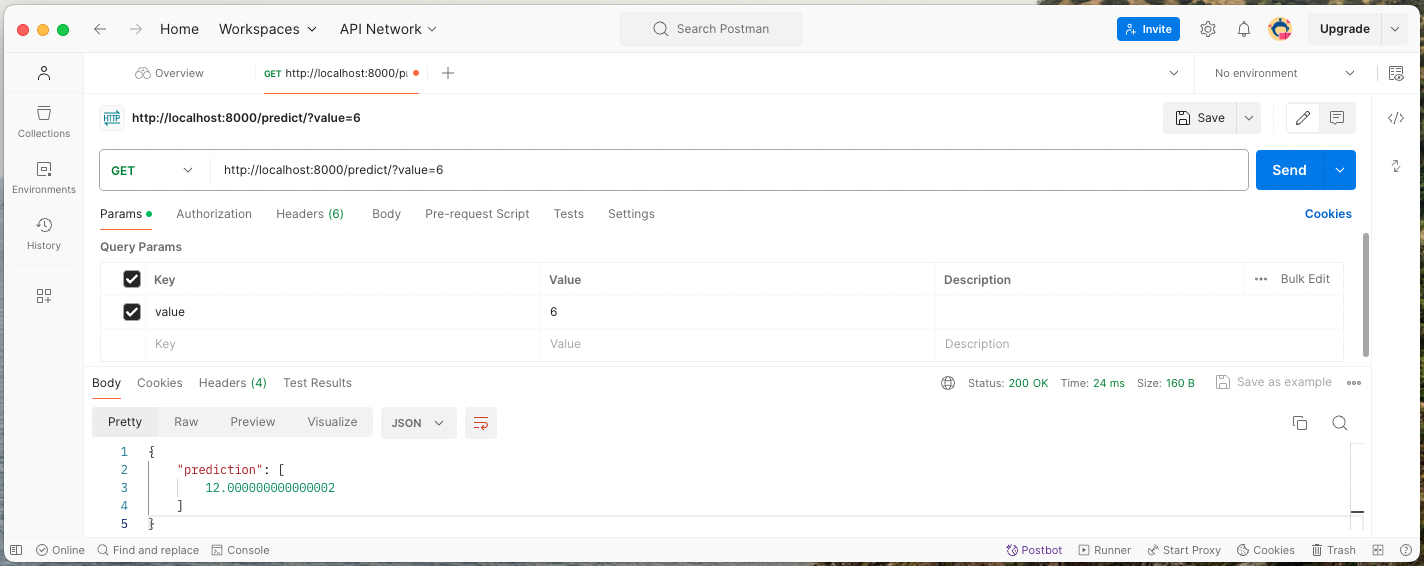 Home Workspaces API Network Search Postman Invite Upgrade
Overview GET http://localhost:8000/p No environment
HTTP http://localhost:8000/predict/?value=6 Save
GET http://localhost:8000/predict/?value=6 Send
Params Authorization Headers (6) Body Pre-request Script Tests Settings Cookies
Query Params
Key Value Description Bulk Edit
value 6
Key Value Description
Collections
Environments
History
Body Cookies Headers (4) Test Results Status: 200 OK Time: 24 ms Size: 160 B Save as example
Pretty Raw Preview Visualize JSON
1 {
2 "prediction": [
3 12.000000000000002
4 ]
5 }
Online Find and replace Console Postbot Runner Start Proxy Cookies Trash